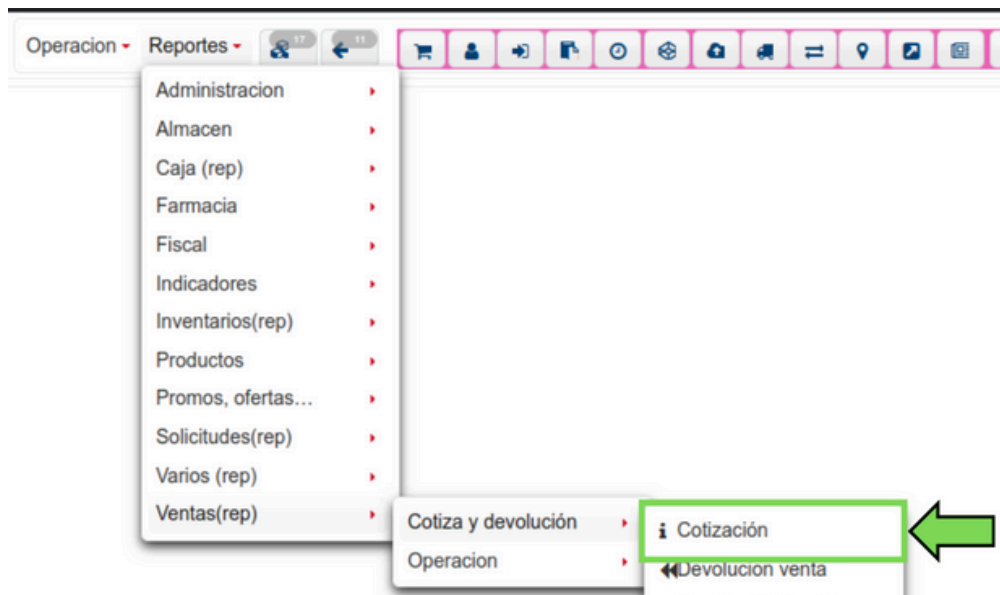 Operacion Reportes 17 11
Administracion
Almacen
Caja (rep)
Farmacia
Fiscal
Indicadores
Inventarios(rep)
Productos
Promos, ofertas...
Solicitudes(rep)
Varios (rep)
Ventas(rep)
Cotiza y devolución
Operacion
Cotización
Devolucion venta